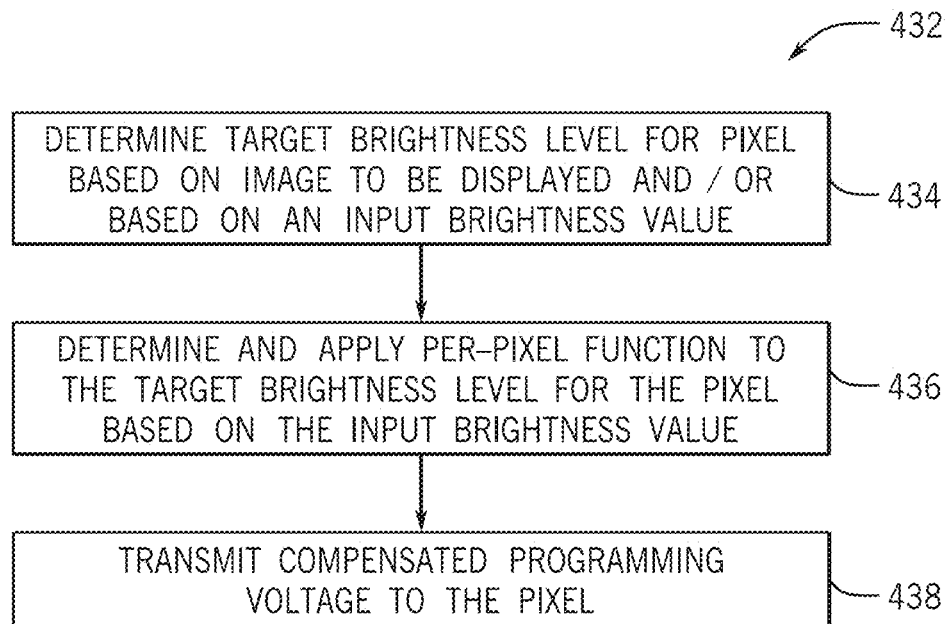 432
DETERMINE TARGET BRIGHTNESS LEVEL FOR PIXEL
BASED ON IMAGE TO BE DISPLAYED AND / OR
BASED ON AN INPUT BRIGHTNESS VALUE
434
DETERMINE AND APPLY PER-PIXEL FUNCTION TO
THE TARGET BRIGHTNESS LEVEL FOR THE PIXEL
BASED ON THE INPUT BRIGHTNESS VALUE
436
TRANSMIT COMPENSATED PROGRAMMING
VOLTAGE TO THE PIXEL
438